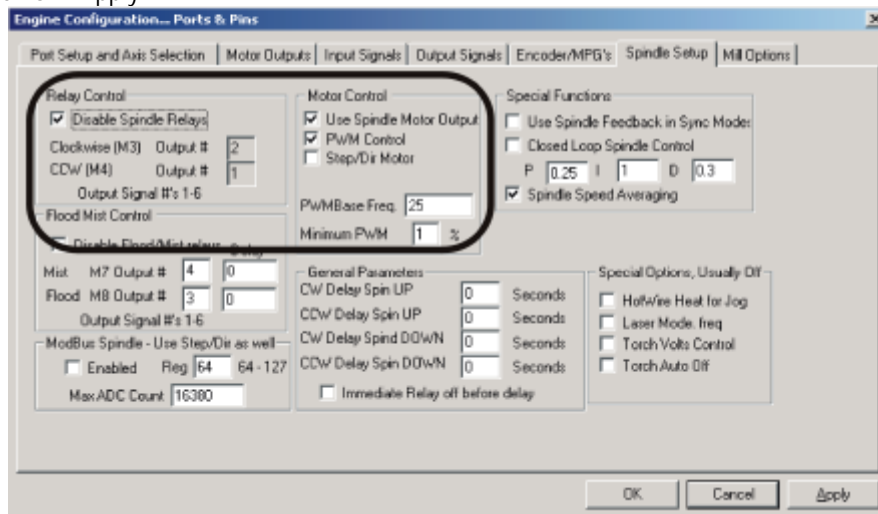 Engine Configuration... Ports & Pins
Port Setup and Axis Selection Motor Outputs Input Signals Output Signals Encoder/MPG's Spindle Setup Mill Options
Relay Control
Disable Spindle Relays
Clockwise (M3) Output # 2
CCW (M4) Output # 1
Output Signal #'s 1-6
Motor Control
Use Spindle Motor Output
PWM Control
Step/Dir Motor
PWMBase Freq. 25
Minimum PWM 1 %
Special Functions
Use Spindle Feedback in Sync Modes
Closed Loop Spindle Control
P 0.25 I 1 D 0.3
Spindle Speed Averaging
Flood Mist Control
Disable Flood/Mist relays
Mist M7 Output # 4 0
Flood M8 Output # 3 0
Output Signal #'s 1-6
ModBus Spindle - Use Step/Dir as well
Enabled Reg 64 64 - 127
Max ADC Count 16380
General Parameters
CW Delay Spin UP 0 Seconds
CCW Delay Spin UP 0 Seconds
CW Delay Spind DOWN 0 Seconds
CCW Delay Spin DOWN 0 Seconds
Immediate Relay off before delay
Special Options, Usually Off
HotWire Heat for Jog
Laser Mode. freq
Torch Volts Control
Torch Auto Off
OK Cancel Apply